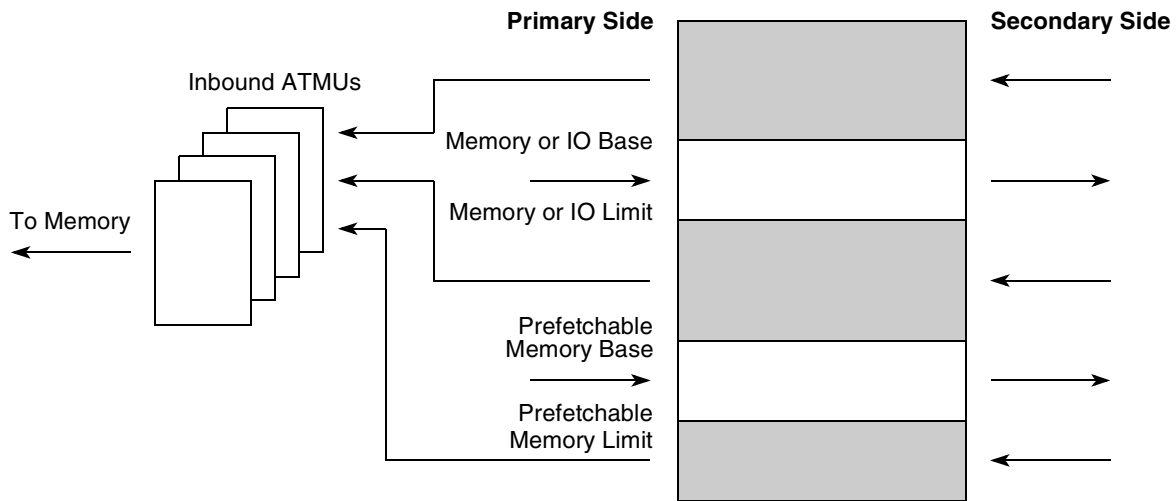 Primary Side
Secondary Side
Inbound ATMUs
Memory or IO Base
Memory or IO Limit
To Memory
Prefetchable
Memory Base
Prefetchable
Memory Limit